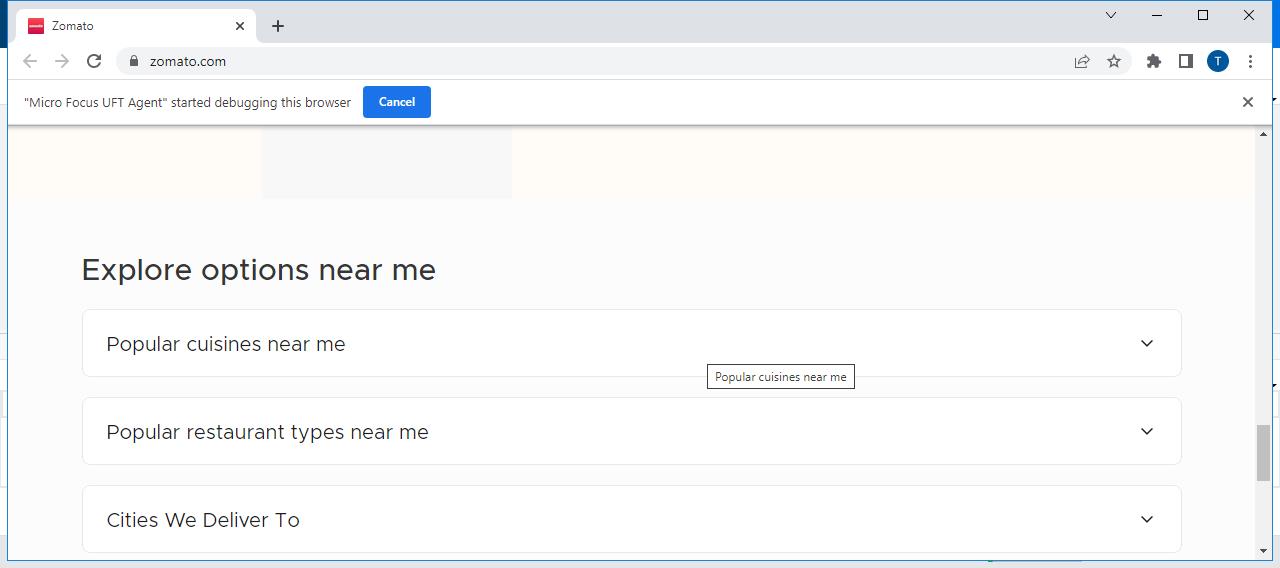 Zomato
zomato.com
T
"Micro Focus UFT Agent" started debugging this browser
Cancel
Explore options near me
Popular cuisines near me
Popular cuisines near me
Popular restaurant types near me
Cities We Deliver To